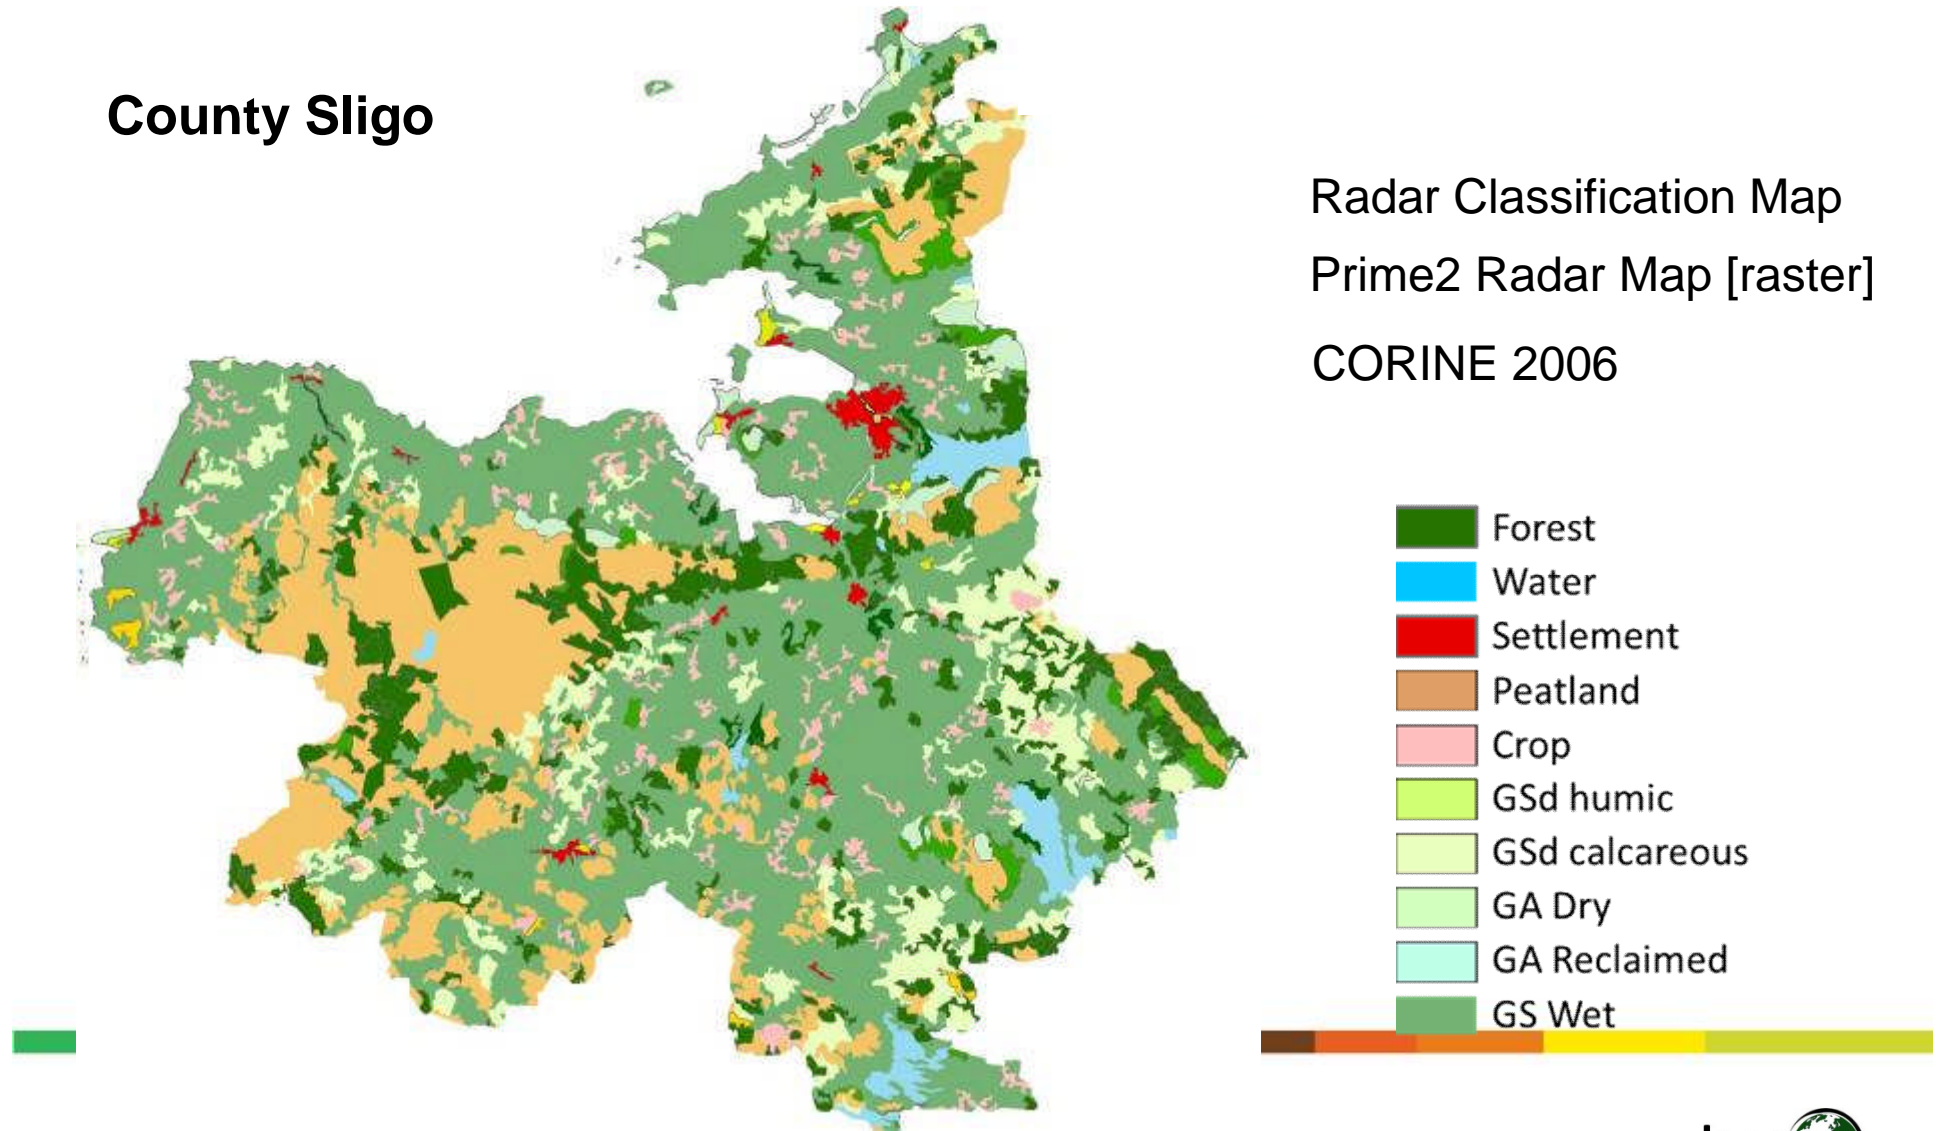 County Sligo
Radar Classification Map
Prime2 Radar Map [raster]
CORINE 2006
Forest
Water
Settlement
Peatland
Crop
GSd humic
GSd calcareous
GA Dry
GA Reclaimed
GS Wet